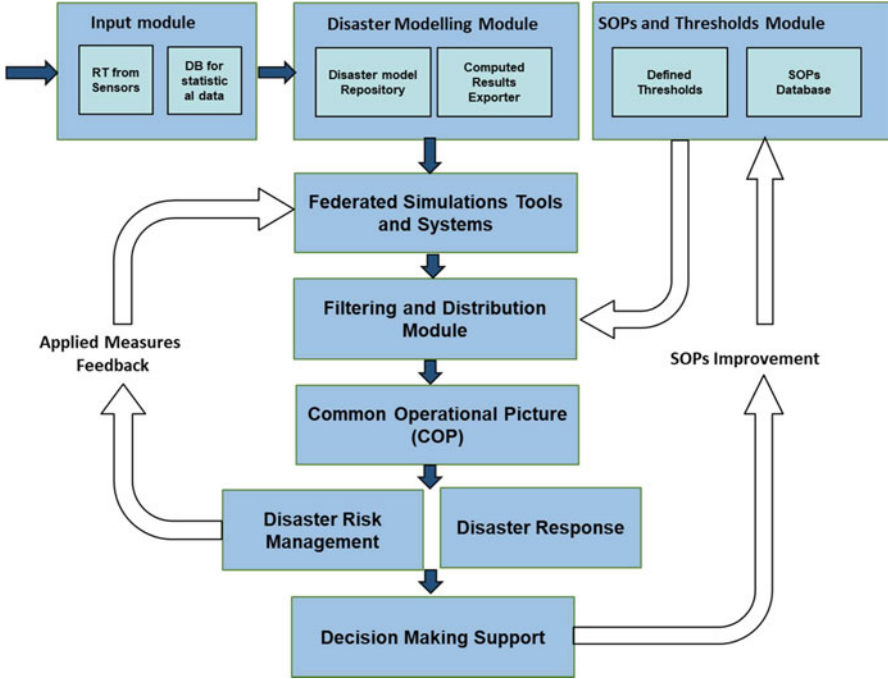 Input module
RT from
Sensors
DB for
statistic
al data
Disaster Modelling Module
Disaster model
Repository
Computed
Results
Exporter
SOPs and Thresholds Module
Defined
Thresholds
SOPs
Database
Federated Simulations Tools
and Systems
Filtering and Distribution
Module
Applied Measures
Feedback
SOPs Improvement
Common Operational Picture
(COP)
Disaster Risk
Management
Disaster Response
Decision Making Support